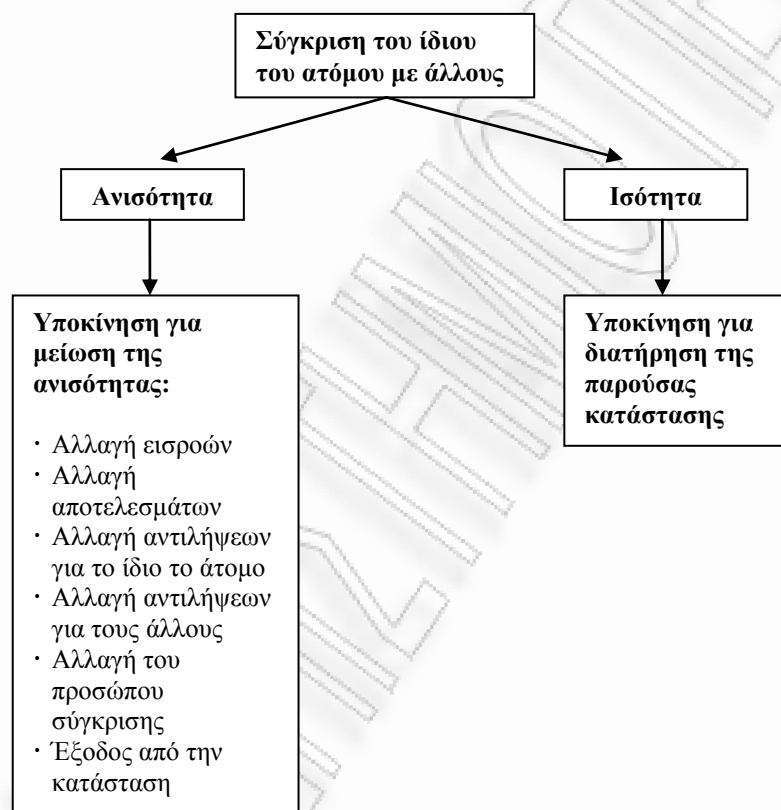 Σύγκριση του ίδιου
του ατόμου με άλλους
Ανισότητα
Ισότητα
Υποκίνηση για
μείωση της
ανισότητας:
· Αλλαγή εισροών
· Αλλαγή
αποτελεσμάτων
· Αλλαγή αντιλήψεων
για το ίδιο το άτομο
· Αλλαγή αντιλήψεων
για τους άλλους
· Αλλαγή του
προσώπου
σύγκρισης
· Έξοδος από την
κατάσταση
Υποκίνηση για
διατήρηση της
παρούσας
κατάστασης